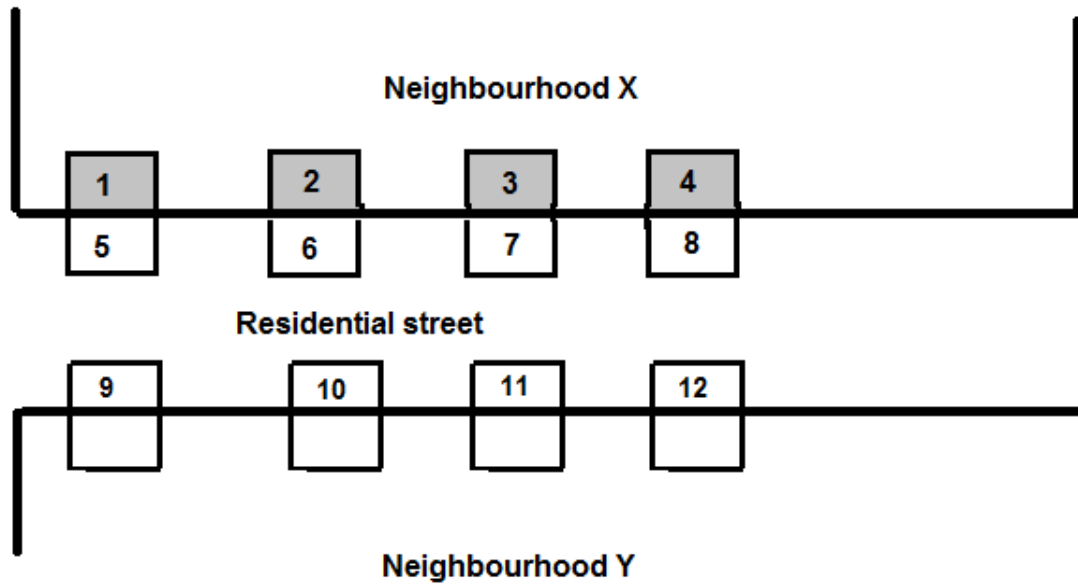 Neighbourhood X
1 2 3 4
5 6 7 8
Residential street
9 10 11 12
Neighbourhood Y